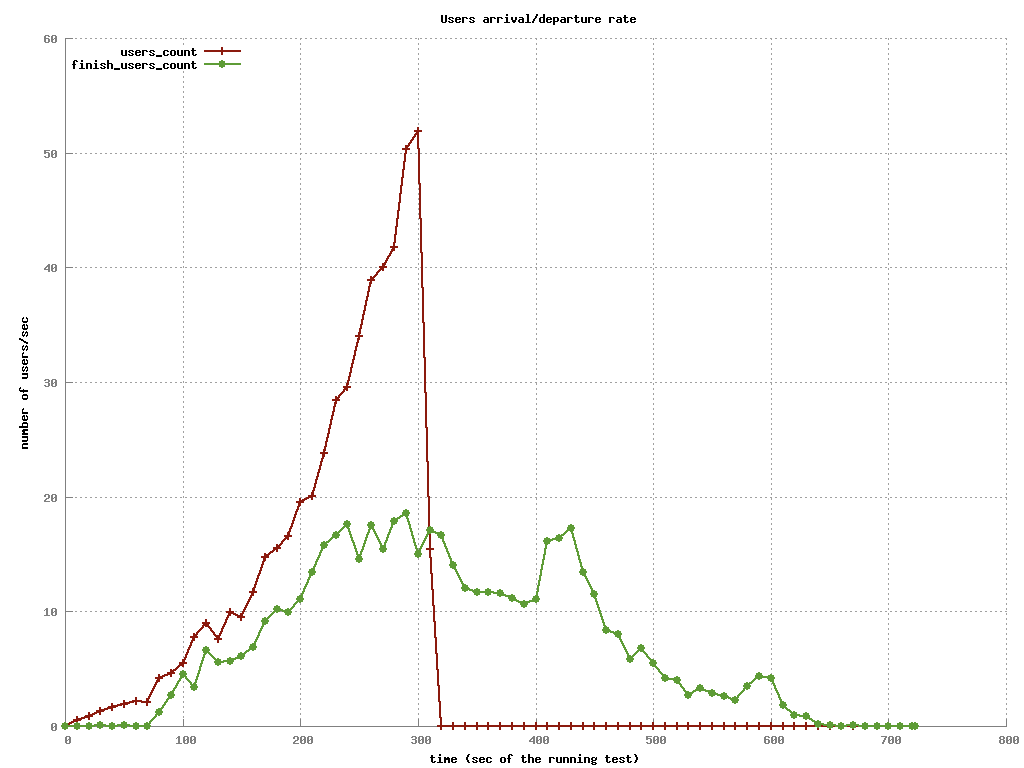 Users arrival/departure rate
60
users_count
finish_users_count
50
40
30
20
10
0
number of users/sec
0 100 200 300 400 500 600 700 800
time (sec of the running test)